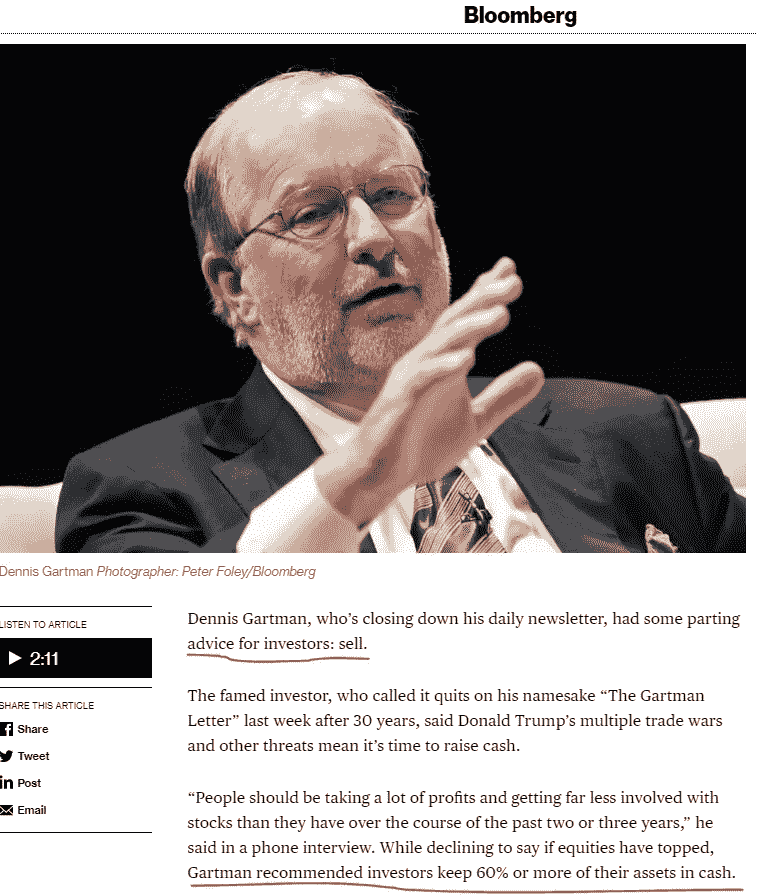 Bloomberg
Dennis Gartman Photographer: Peter Foley/Bloomberg
LISTEN TO ARTICLE
2:11
SHARE THIS ARTICLE
Share
Tweet
Post
Email
Dennis Gartman, who’s closing down his daily newsletter, had some parting
advice for investors: sell.
The famed investor, who called it quits on his namesake “The Gartman
Letter” last week after 30 years, said Donald Trump’s multiple trade wars
and other threats mean it’s time to raise cash.
“People should be taking a lot of profits and getting far less involved with
stocks than they have over the course of the past two or three years,” he
said in a phone interview. While declining to say if equities have topped,
Gartman recommended investors keep 60% or more of their assets in cash.